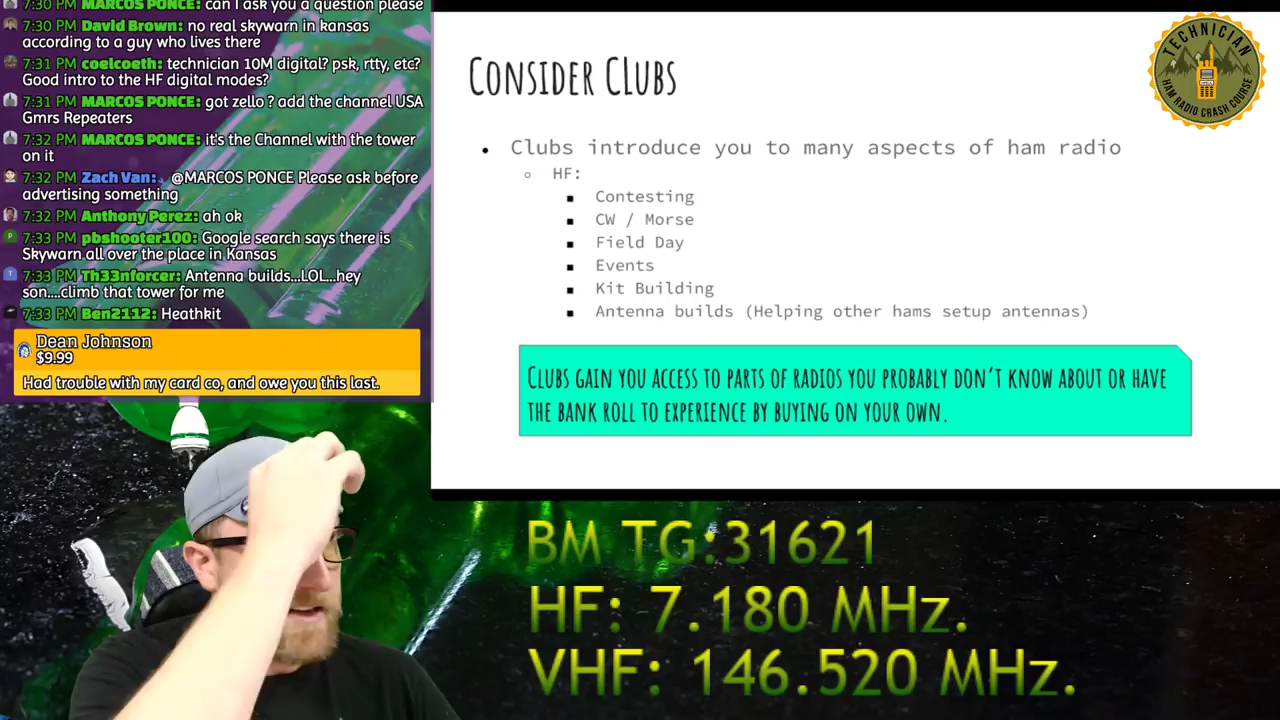 7:30 PM MARCOS PONCE: can I ask you a question please
7:30 PM David Brown: no real skywarn in kansas
according to a guy who lives there
7:31 PM coelcoeth: technician 10M digital? psk, rtty, etc?
Good intro to the HF digital modes?
7:31 PM MARCOS PONCE: got zello ? add the channel USA
Gmrs Repeaters
7:32 PM MARCOS PONCE: it's the Channel with the tower
on it
7:32 PM Zach Van: @MARCOS PONCE Please ask before
advertising something
7:32 PM Anthony Perez: ah ok
7:33 PM pbshooter100: Google search says there is
Skywarn all over the place in Kansas
7:33 PM Th33nforcer: Antenna builds...LOL...hey
son....climb that tower for me
7:33 PM Ben2112: Heathkit
Dean Johnson
$9.99
Had trouble with my card co, and owe you this last.
Consider Clubs
TECHNICIAN
HAM RADIO CRASH COURSE
• Clubs introduce you to many aspects of ham radio
○ HF:
■ Contesting
■ CW / Morse
■ Field Day
■ Events
■ Kit Building
■ Antenna builds (Helping other hams setup antennas)
Clubs gain you access to parts of radios you probably don't know about or have
the bank roll to experience by buying on your own.
BM TG:31621
HF: 7.180 MHz.
VHF: 146.520 MHz.